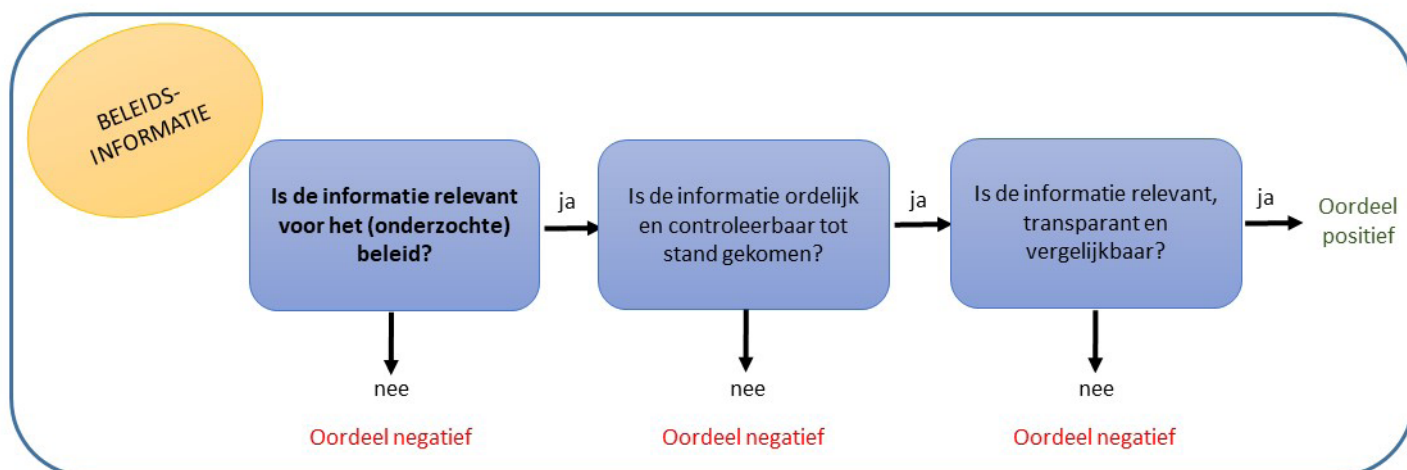 BELEIDS-
INFORMATIE
Is de informatie relevant
voor het (onderzochte)
beleid?
ja
Is de informatie ordelijk
en controleerbaar tot
stand gekomen?
ja
Is de informatie relevant,
transparant en
vergelijkbaar?
ja
Oordeel
positief
nee
nee
nee
Oordeel negatief
Oordeel negatief
Oordeel negatief